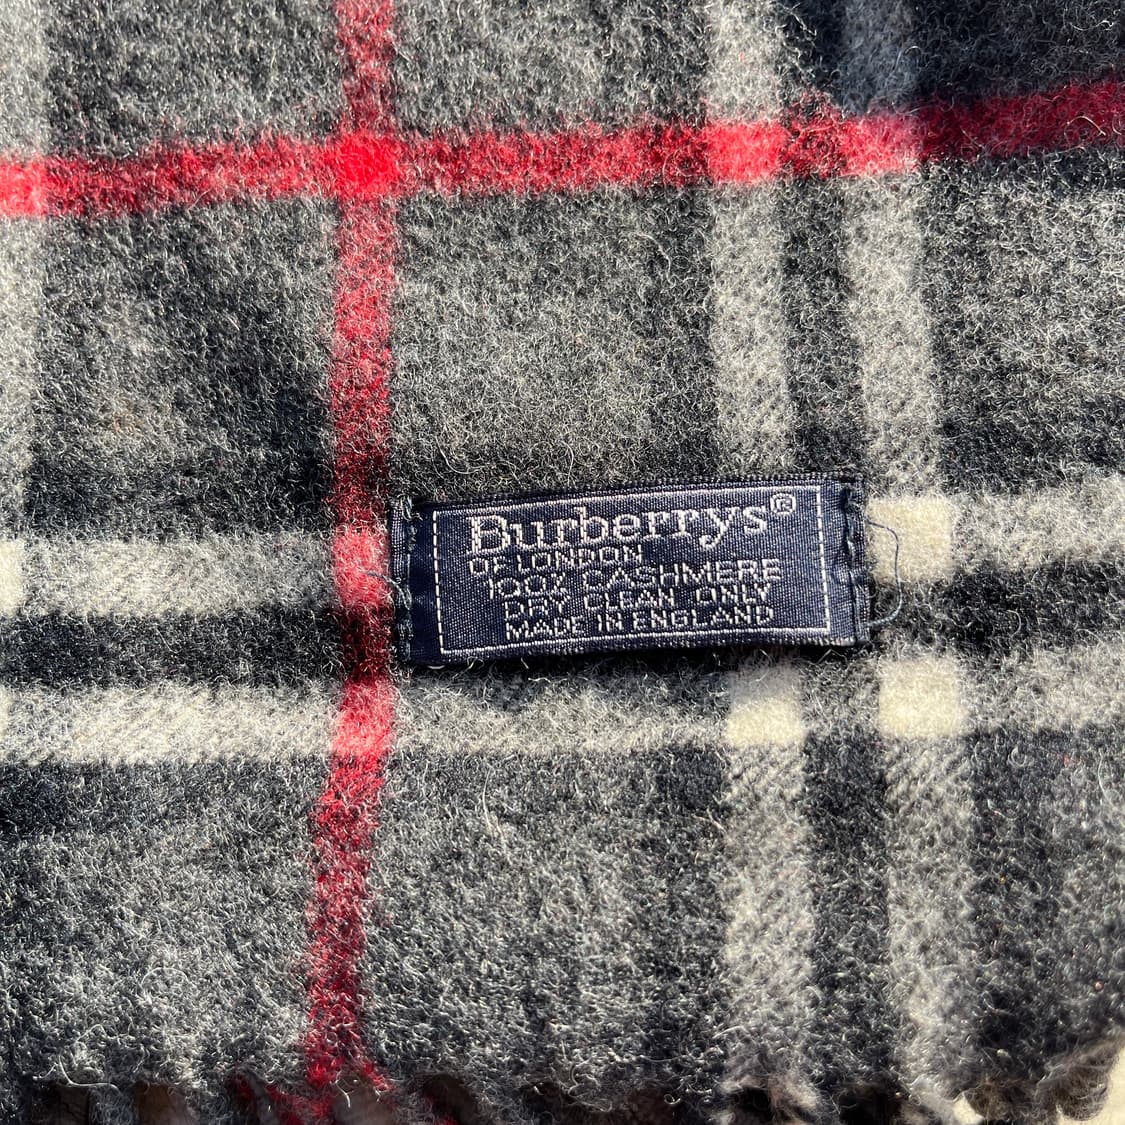 Burberrys®
OF LONDON
100% CASHMERE
DRY CLEAN ONLY
MADE IN ENGLAND